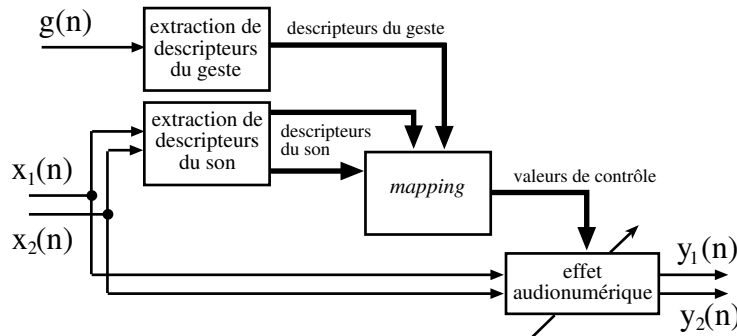 g(n)
extraction de
descripteurs
du geste
descripteurs du geste
extraction de
descripteurs
du son
descripteurs
du son
x₁(n)
x₂(n)
mapping
valeurs de contrôle
effet
audionumérique
y₁(n)
y₂(n)